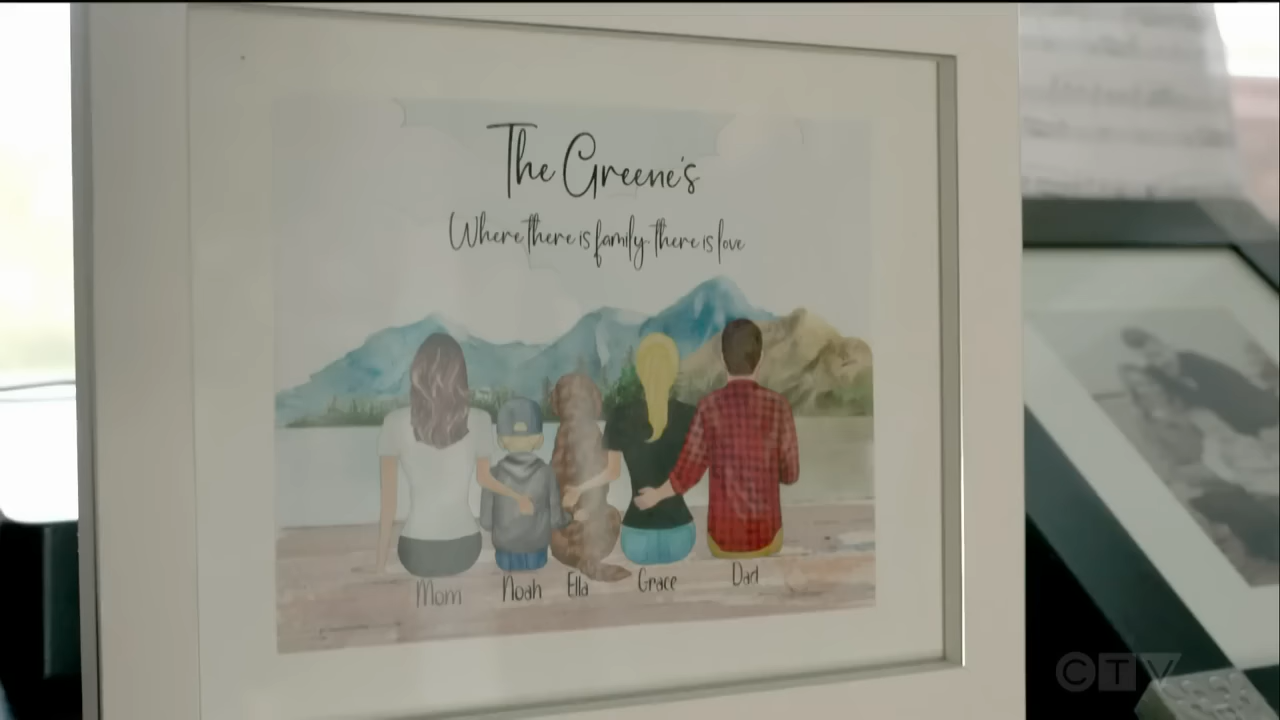 The Greene's
Where there is family there is love
Mom Noah Ella Grace Dad
CTV